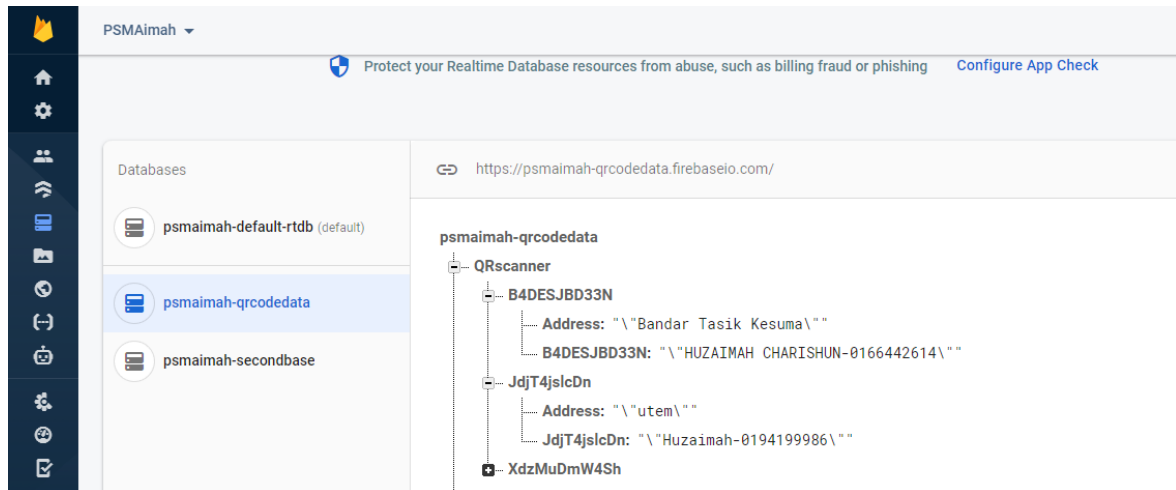 PSMAimah
Protect your Realtime Database resources from abuse, such as billing fraud or phishing Configure App Check
Databases
https://psmaimah-qrcodedata.firebaseio.com/
psmaimah-default-rtdb (default)
psmaimah-qrcodedata
psmaimah-secondbase
psmaimah-qrcodedata
QRscanner
B4DESJBD33N
Address: "\"Bandar Tasik Kesuma\""
B4DESJBD33N: "\"HUZAIMAH CHARISHUN-0166442614\""
JdjT4jslcDn
Address: "\"utem\""
JdjT4jslcDn: "\"Huzaimah-0194199986\""
XdzMuDmW4Sh